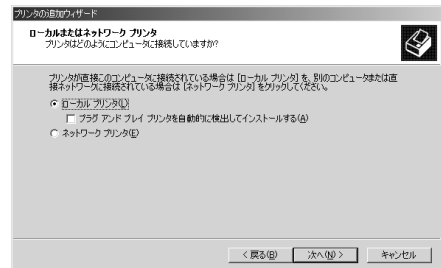 プリンタの追加ウィザード
ローカルまたはネットワーク プリンタ
プリンタはどのようにコンピュータに接続していますか?
プリンタが直接このコンピュータに接続されている場合は [ローカル プリンタ] を、別のコンピュータまたは直
接ネットワークに接続されている場合は [ネットワーク プリンタ] をクリックしてください。
ローカル プリンタ(L)
プラグ アンド プレイ プリンタを自動的に検出してインストールする(A)
ネットワーク プリンタ(E)
< 戻る(B) 次へ(N) > キャンセル